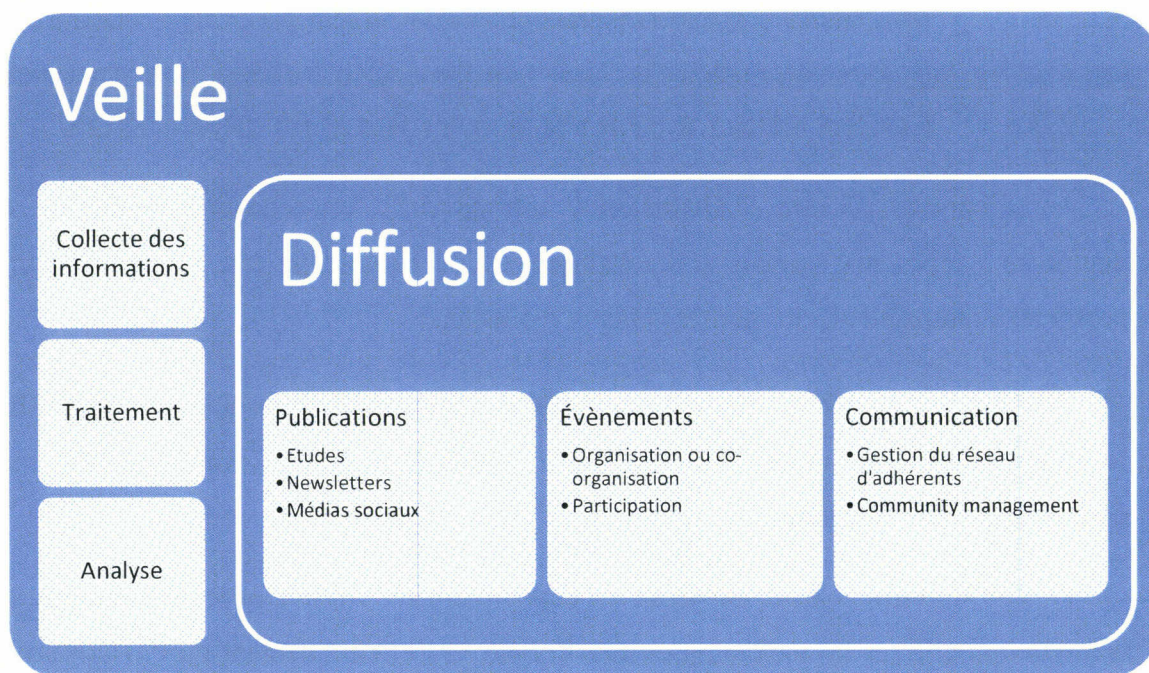 Veille
Collecte des
informations
Traitement
Analyse
Diffusion
Publications
• Etudes
• Newsletters
• Médias sociaux
Évènements
• Organisation ou co-
organisation
• Participation
Communication
• Gestion du réseau
d'adhérents
• Community management